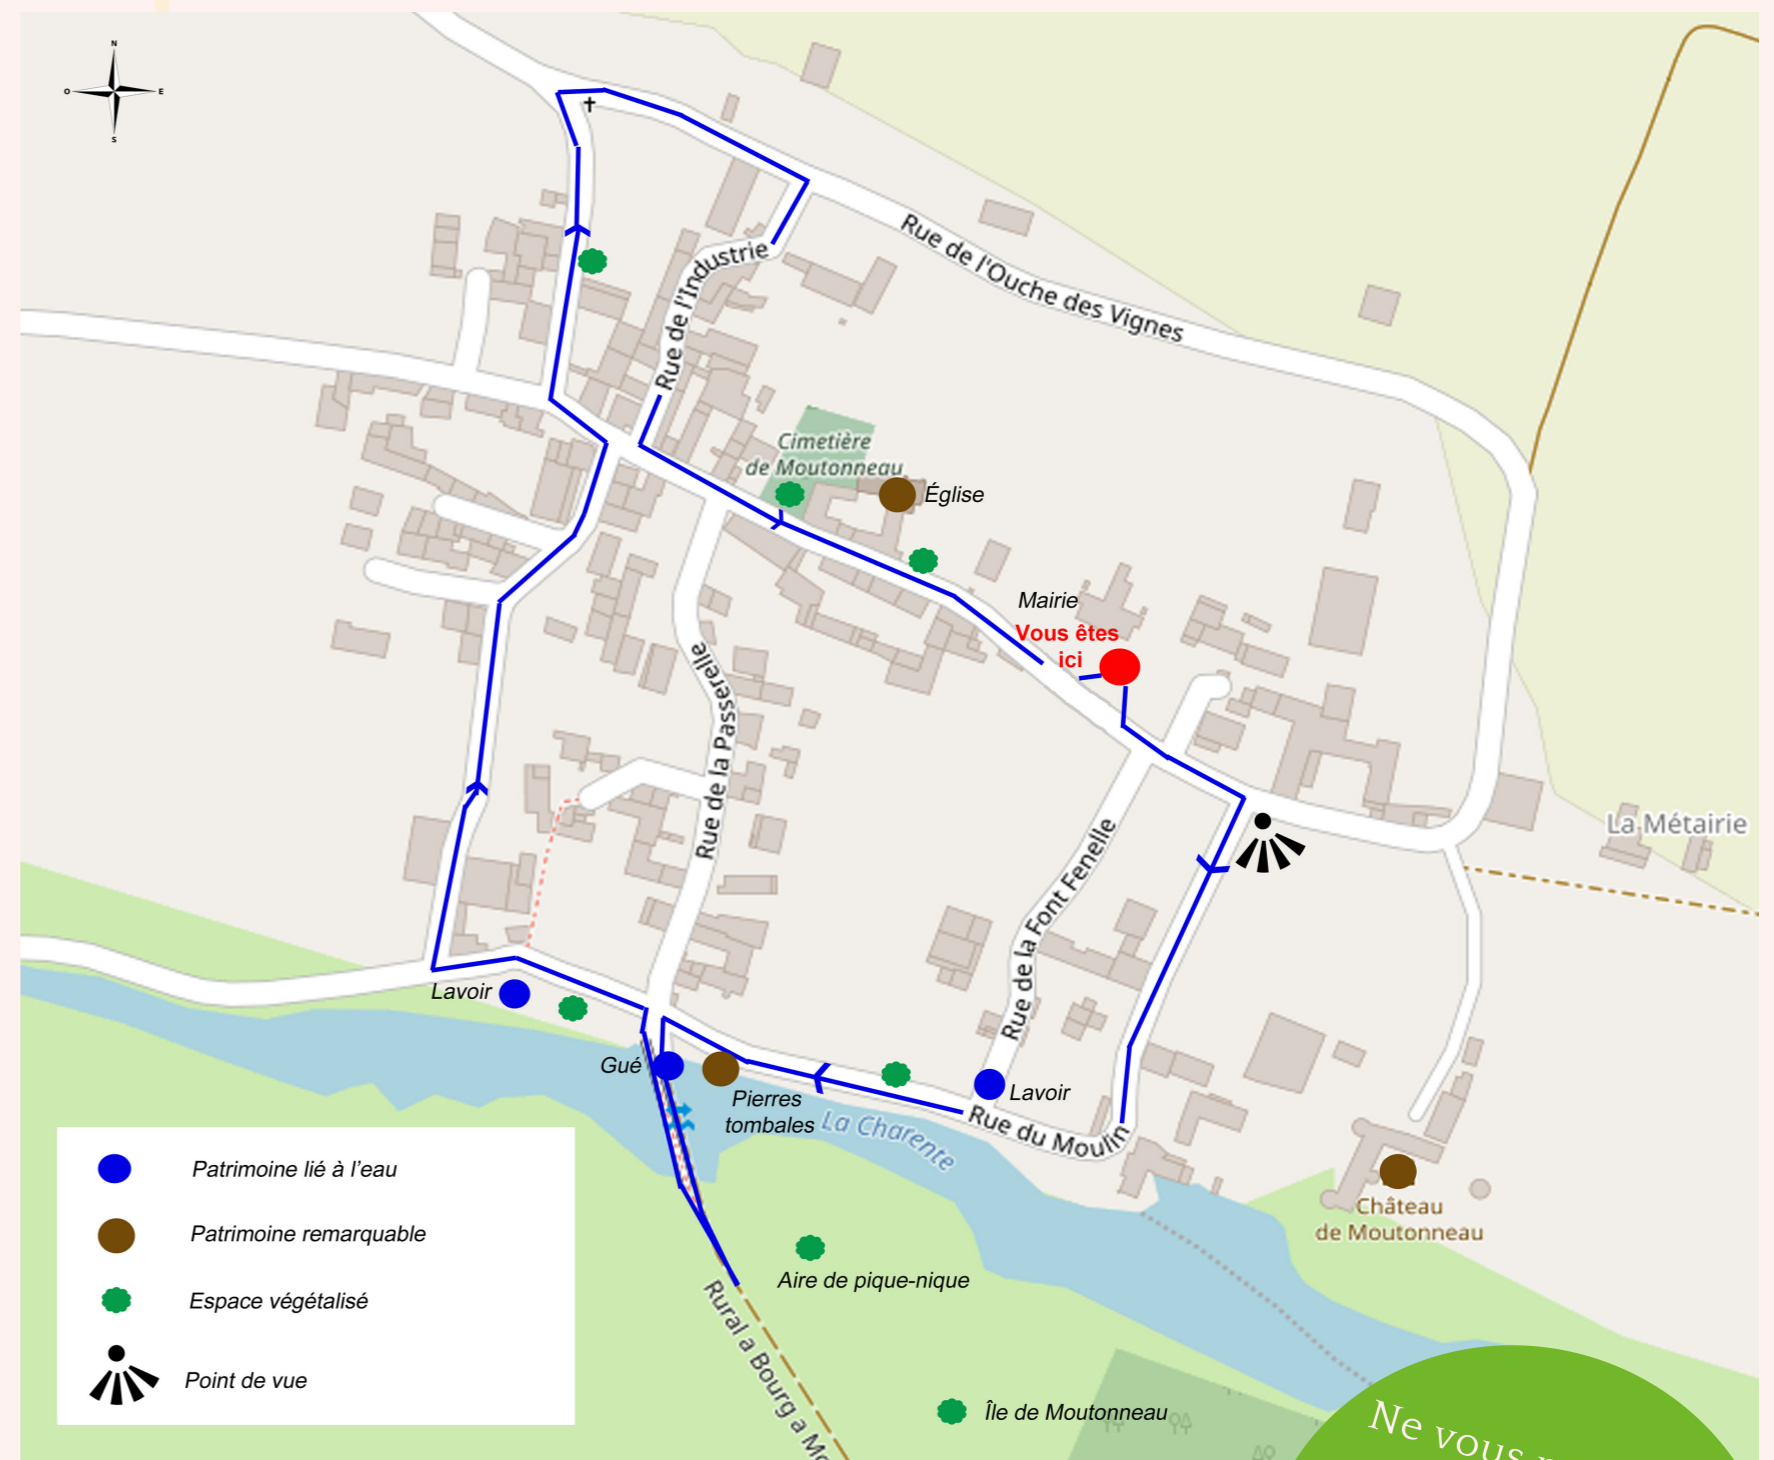 N
O
E
S
Rue de l'Ouche des Vignes
Rue de l'Industrie
Cimetière
de Moutonneau
Église
Mairie
Vous êtes
ici
Rue de la Passerelle
Rue de la Font Fenelle
La Métairie
Lavoir
Gué
Pierres
tombales
La Charente
Lavoir
Rue du Moulin
Château
de Moutonneau
Aire de pique-nique
Rural a Bourg a Mo
Île de Moutonneau
Patrimoine lié à l'eau
Patrimoine remarquable
Espace végétalisé
Point de vue
Ne vous